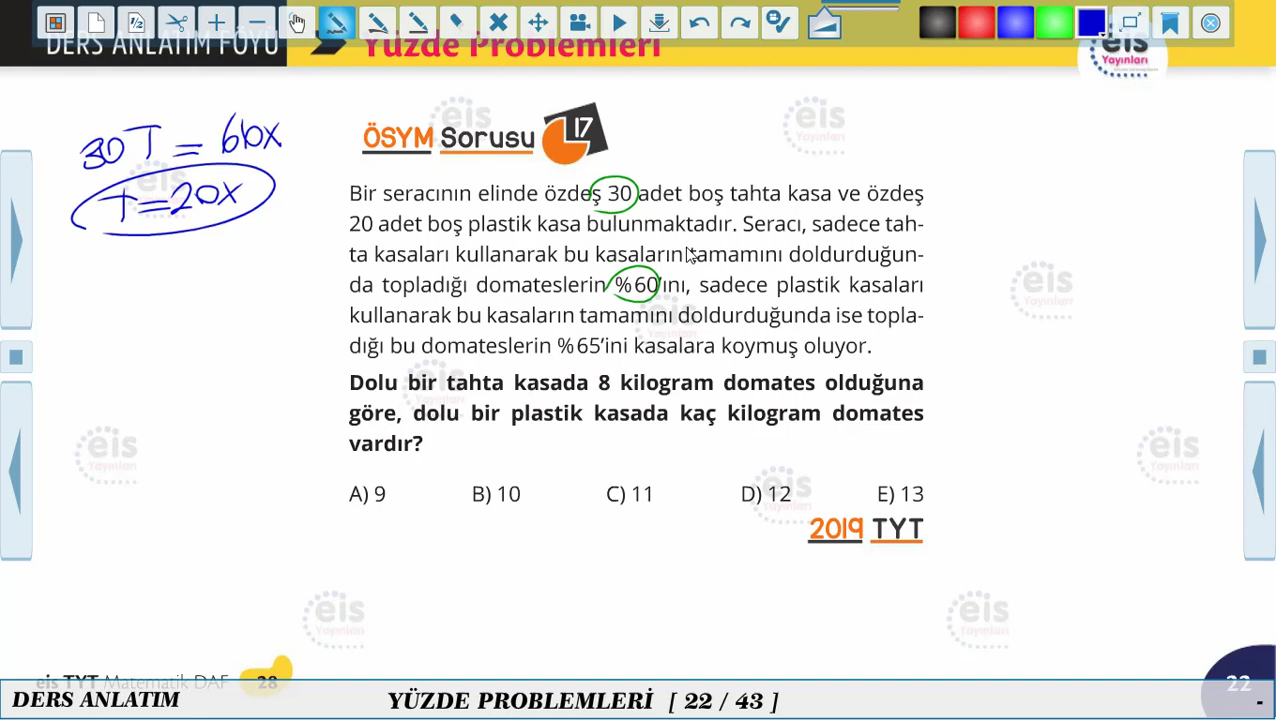 DERS ANLATIM FÖYÜ
Yüzde Problemleri
eis
Yayınları
30T = 60x
T=20x
ÖSYM Sorusu 17
Bir seracının elinde özdeş 30 adet boş tahta kasa ve özdeş
20 adet boş plastik kasa bulunmaktadır. Seracı, sadece tah-
ta kasaları kullanarak bu kasaların tamamını doldurduğun-
da topladığı domateslerin %60’ını, sadece plastik kasaları
kullanarak bu kasaların tamamını doldurduğunda ise topla-
dığı bu domateslerin %65’ini kasalara koymuş oluyor.
Dolu bir tahta kasada 8 kilogram domates olduğuna
göre, dolu bir plastik kasada kaç kilogram domates
vardır?
A) 9 B) 10 C) 11 D) 12 E) 13
2019 TYT
eis TYT Matematik DAF 28
22
DERS ANLATIM YÜZDE PROBLEMLERİ [ 22 / 43 ] -